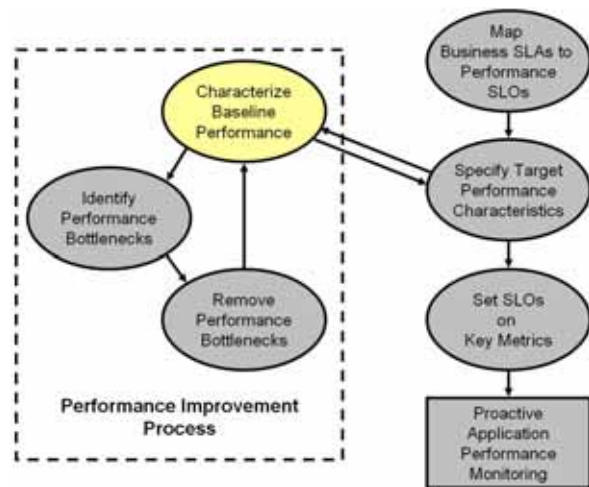 Map
Business SLAs to
Performance
SLOs
Characterize
Baseline
Performance
Specify Target
Performance
Characteristics
Identify
Performance
Bottlenecks
Remove
Performance
Bottlenecks
Set SLOs
on
Key Metrics
Performance Improvement
Process
Proactive
Application
Performance
Monitoring